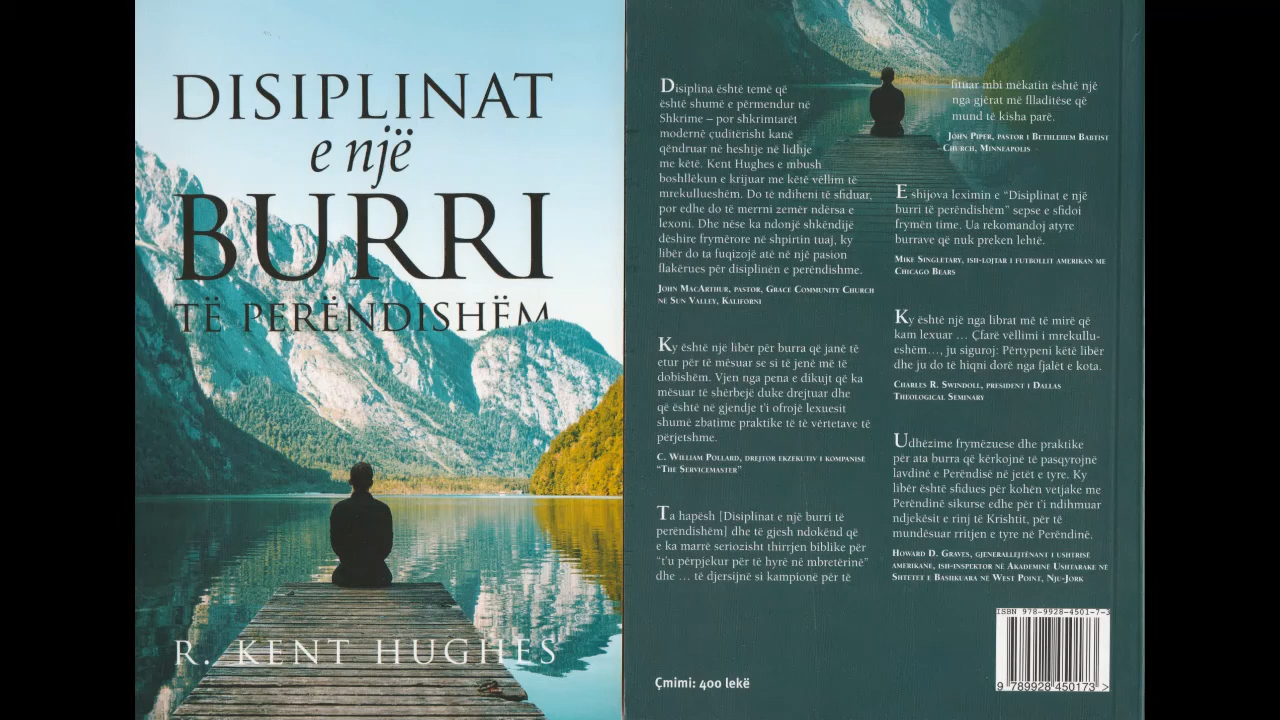 DISIPLINAT
e një
BURRI
TË PERËNDISHËM
R. KENT HUGHES
Disiplina është temë që
është shumë e përmendur në
Shkrime – por shkrimtarët
modernë çuditërisht kanë
qëndruar në heshtje në lidhje
me këtë. Kent Hughes e mbush
boshllëkun e krijuar me këtë vëllim të
mrekullueshëm. Do të ndiheni të sfiduar,
por edhe do të merrni zemër ndërsa e
lexoni. Dhe nëse ka ndonjë shkëndijë
dëshire frymërore në shpirtin tuaj, ky
libër do ta fuqizojë atë në një pasion
flakërues për disiplinën e perëndishme.
John MacArthur, pastor, Grace Community Church
në Sun Valley, Kaliforni
Ky është një libër për burra që janë të
etur për të mësuar se si të jenë më të
dobishëm. Vjen nga pena e dikujt që ka
mësuar të shërbejë duke drejtuar dhe
që është në gjendje t'i ofrojë lexuesit
shumë zbatime praktike të të vërtetave të
përjetshme.
C. William Pollard, drejtor ekzekutiv i kompanisë
"The Servicemaster"
Ta hapësh [Disiplinat e një burri të
perëndishëm] dhe të gjesh ndokënd që
e ka marrë seriozisht thirrjen biblike për
"t'u përpjekur për të hyrë në mbretërinë"
dhe … të djersijnë si kampionë për të
fituar mbi mëkatin është një
nga gjërat më flladitëse që
mund të kisha parë.
John Piper, pastor i Bethlehem Baptist
Church, Minneapolis
E shijova leximin e "Disiplinat e një
burri të perëndishëm" sepse e sfidoi
frymën time. Ua rekomandoj atyre
burrave që nuk preken lehtë.
Mike Singletary, ish-lojtar i futbollit amerikan me
Chicago Bears
Ky është një nga librat më të mirë që
kam lexuar … Çfarë vëllimi i mrekullu-
eshëm…, ju siguroj: Përtypeni këtë libër
dhe ju do të hiqni dorë nga fjalët e kota.
Charles R. Swindoll, president i Dallas
Theological Seminary
Udhëzime frymëzuese dhe praktike
për ata burra që kërkojnë të pasqyrojnë
lavdinë e Perëndisë në jetët e tyre. Ky
libër është sfidues për kohën vetjake me
Perëndinë sikurse edhe për t'i ndihmuar
ndjekësit e rinj të Krishtit, për të
mundësuar rritjen e tyre në Perëndinë.
Howard D. Graves, gjenerallejtënant i ushtrisë
amerikane, ish-inspektor në Akademinë Ushtarake në
Shtetet e Bashkuara në West Point, Nju-Jork
ISBN 978-9928-4501-7-3
9 789928 450173 >
Çmimi: 400 lekë